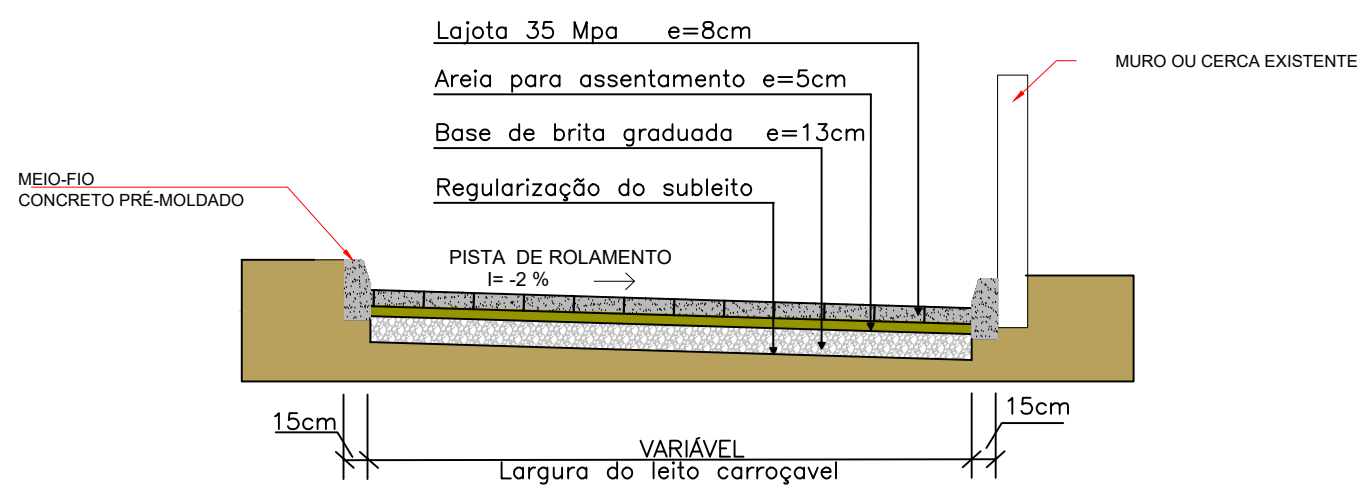 Lajota 35 Mpa e=8cm
MURO OU CERCA EXISTENTE
Areia para assentamento e=5cm
Base de brita graduada e=13cm
MEIO-FIO
CONCRETO PRÉ-MOLDADO
Regularização do subleito
PISTA DE ROLAMENTO
I= -2 %
15cm
15cm
VARIÁVEL
Largura do leito carroçavel